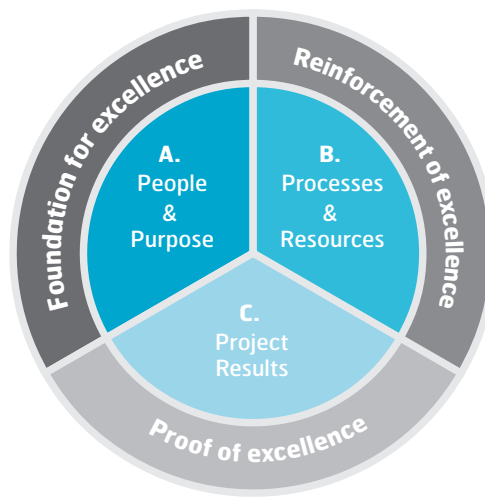 Foundation for excellence
Reinforcement of excellence
A.
People
&
Purpose
B.
Processes
&
Resources
C.
Project
Results
Proof of excellence